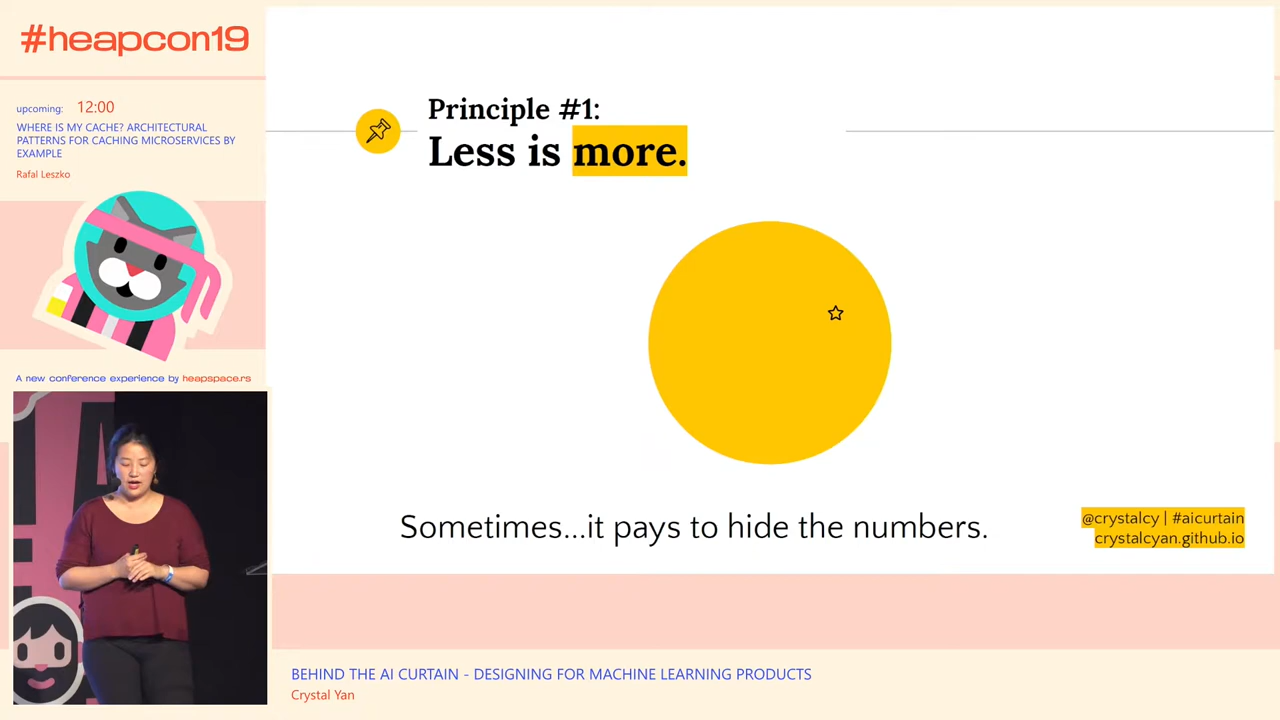 #heapcon19
upcoming: 12:00
WHERE IS MY CACHE? ARCHITECTURAL
PATTERNS FOR CACHING MICROSERVICES BY
EXAMPLE
Rafal Leszko
A new conference experience by heapspace.rs
Principle #1:
Less is more.
Sometimes...it pays to hide the numbers.
@crystalcy | #aicurtain
crystalcyan.github.io
BEHIND THE AI CURTAIN - DESIGNING FOR MACHINE LEARNING PRODUCTS
Crystal Yan